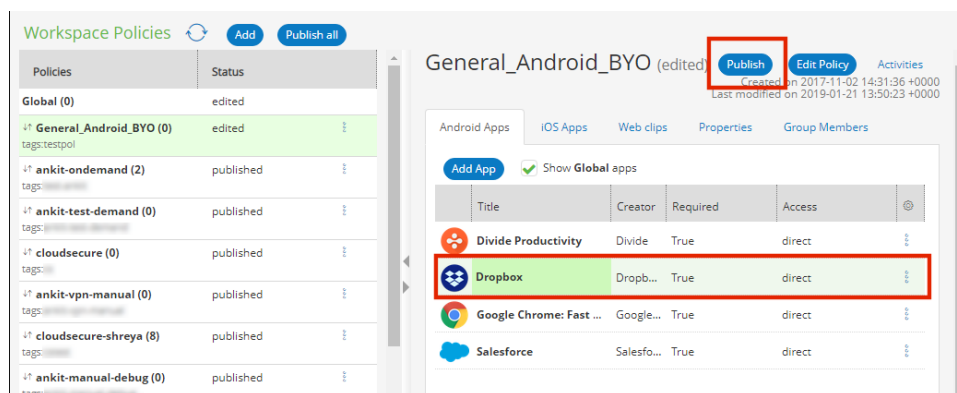 Workspace Policies Add Publish all
Policies Status
Global (0) edited
General_Android_BYO (0) edited
tags:testpol
ankit-ondemand (2) published
tags:
ankit-test-demand (0) published
tags:
cloudsecure (0) published
tags:
ankit-vpn-manual (0) published
tags:
cloudsecure-shreya (8) published
tags:
ankit-manual-debug (0) published
General_Android_BYO (edited) Publish Edit Policy Activities
Created on 2017-11-02 14:31:36 +0000
Last modified on 2019-01-21 13:50:23 +0000
Android Apps iOS Apps Web clips Properties Group Members
Add App Show Global apps
Title Creator Required Access
Divide Productivity Divide True direct
Dropbox Dropb... True direct
Google Chrome: Fast ... Google... True direct
Salesforce Salesfo... True direct